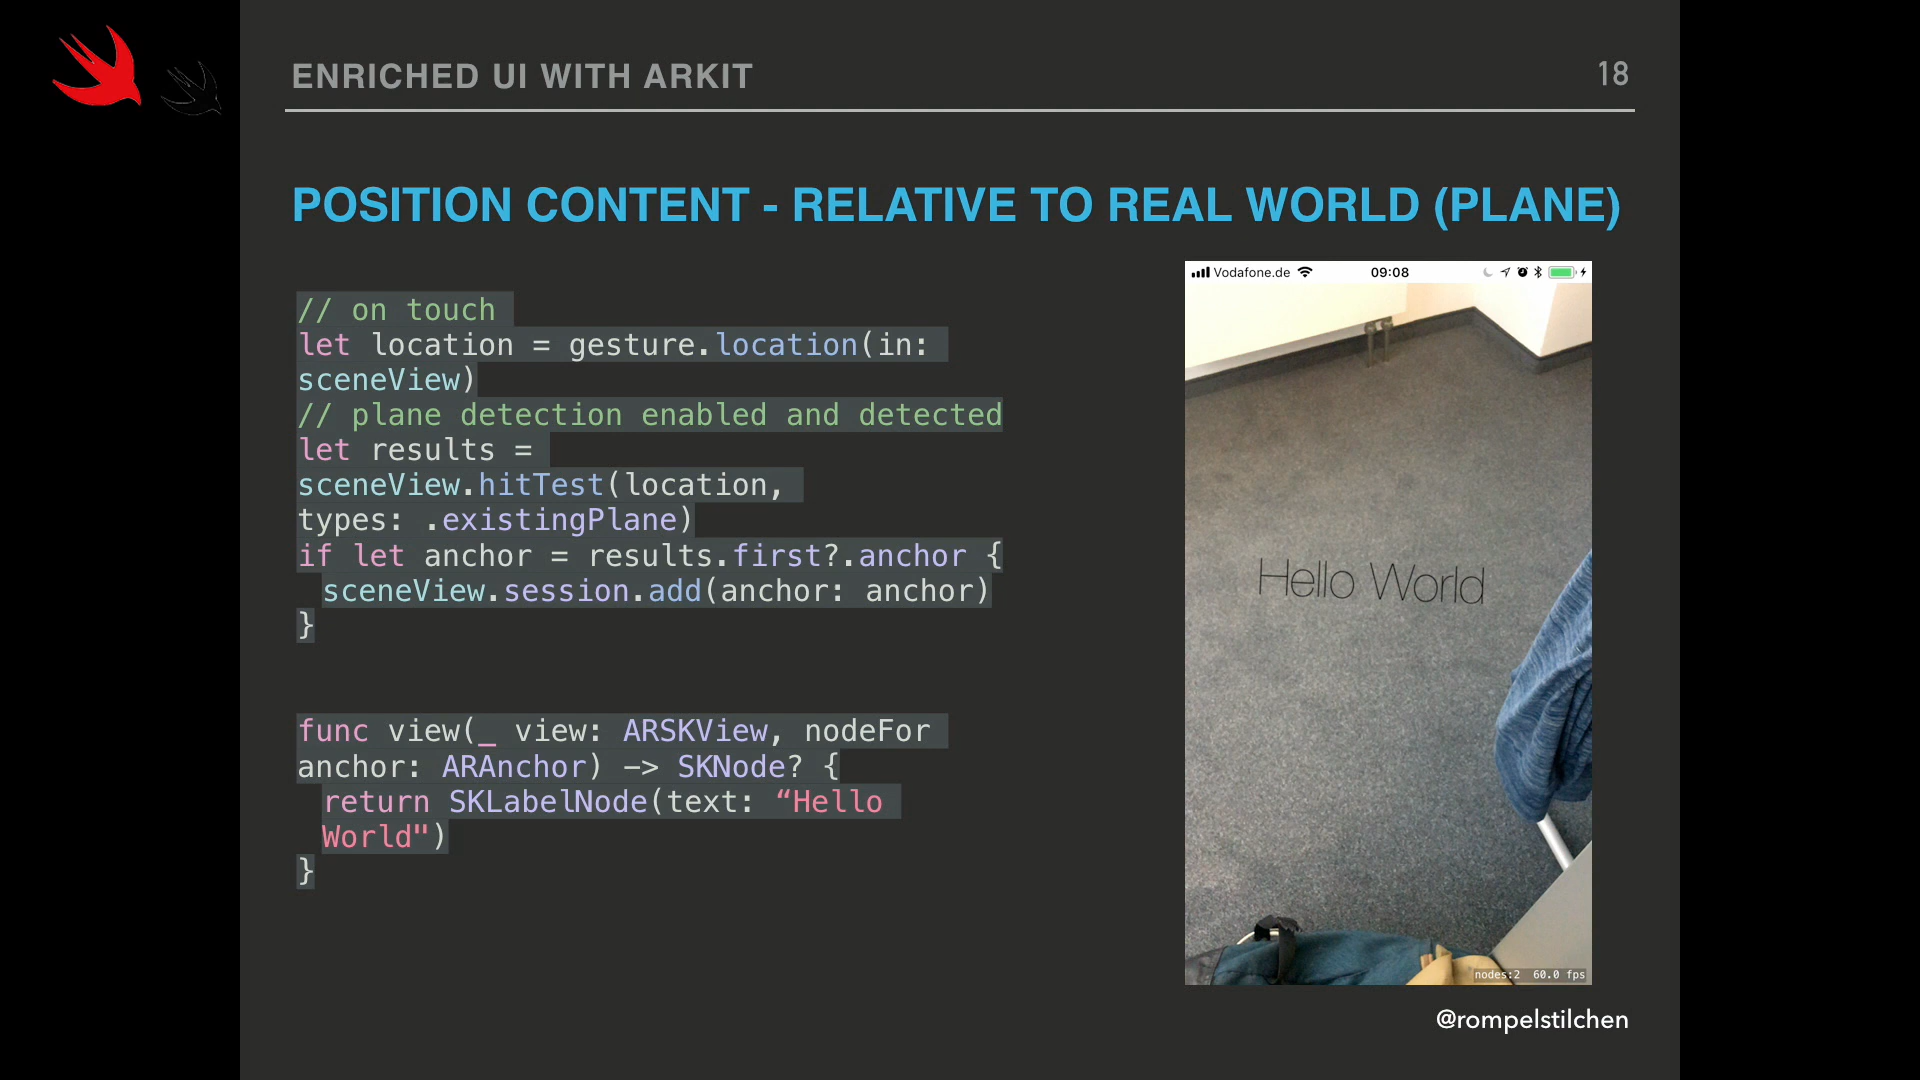 ENRICHED UI WITH ARKIT
18
POSITION CONTENT - RELATIVE TO REAL WORLD (PLANE)
// on touch
let location = gesture.location(in:
sceneView)
// plane detection enabled and detected
let results =
sceneView.hitTest(location,
types: .existingPlane)
if let anchor = results.first?.anchor {
sceneView.session.add(anchor: anchor)
}
func view(_ view: ARSKView, nodeFor
anchor: ARAnchor) –> SKNode? {
return SKLabelNode(text: “Hello
World")
}
Vodafone.de 09:08
Hello World
nodes:2 60.0 fps
@rompelstilchen